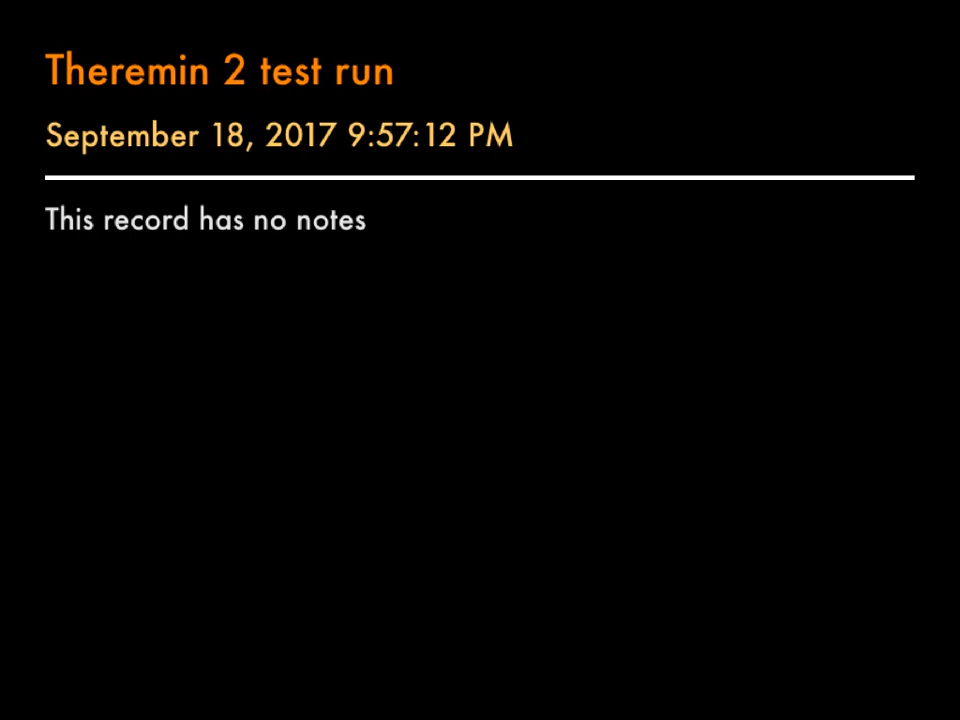 Theremin 2 test run
September 18, 2017 9:57:12 PM
This record has no notes